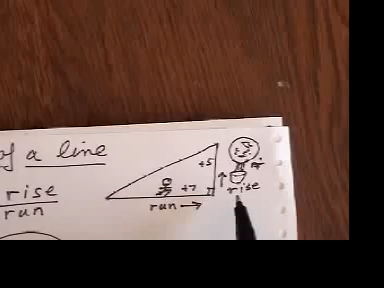 of a line
+5
rise
run
+7
rise
run →